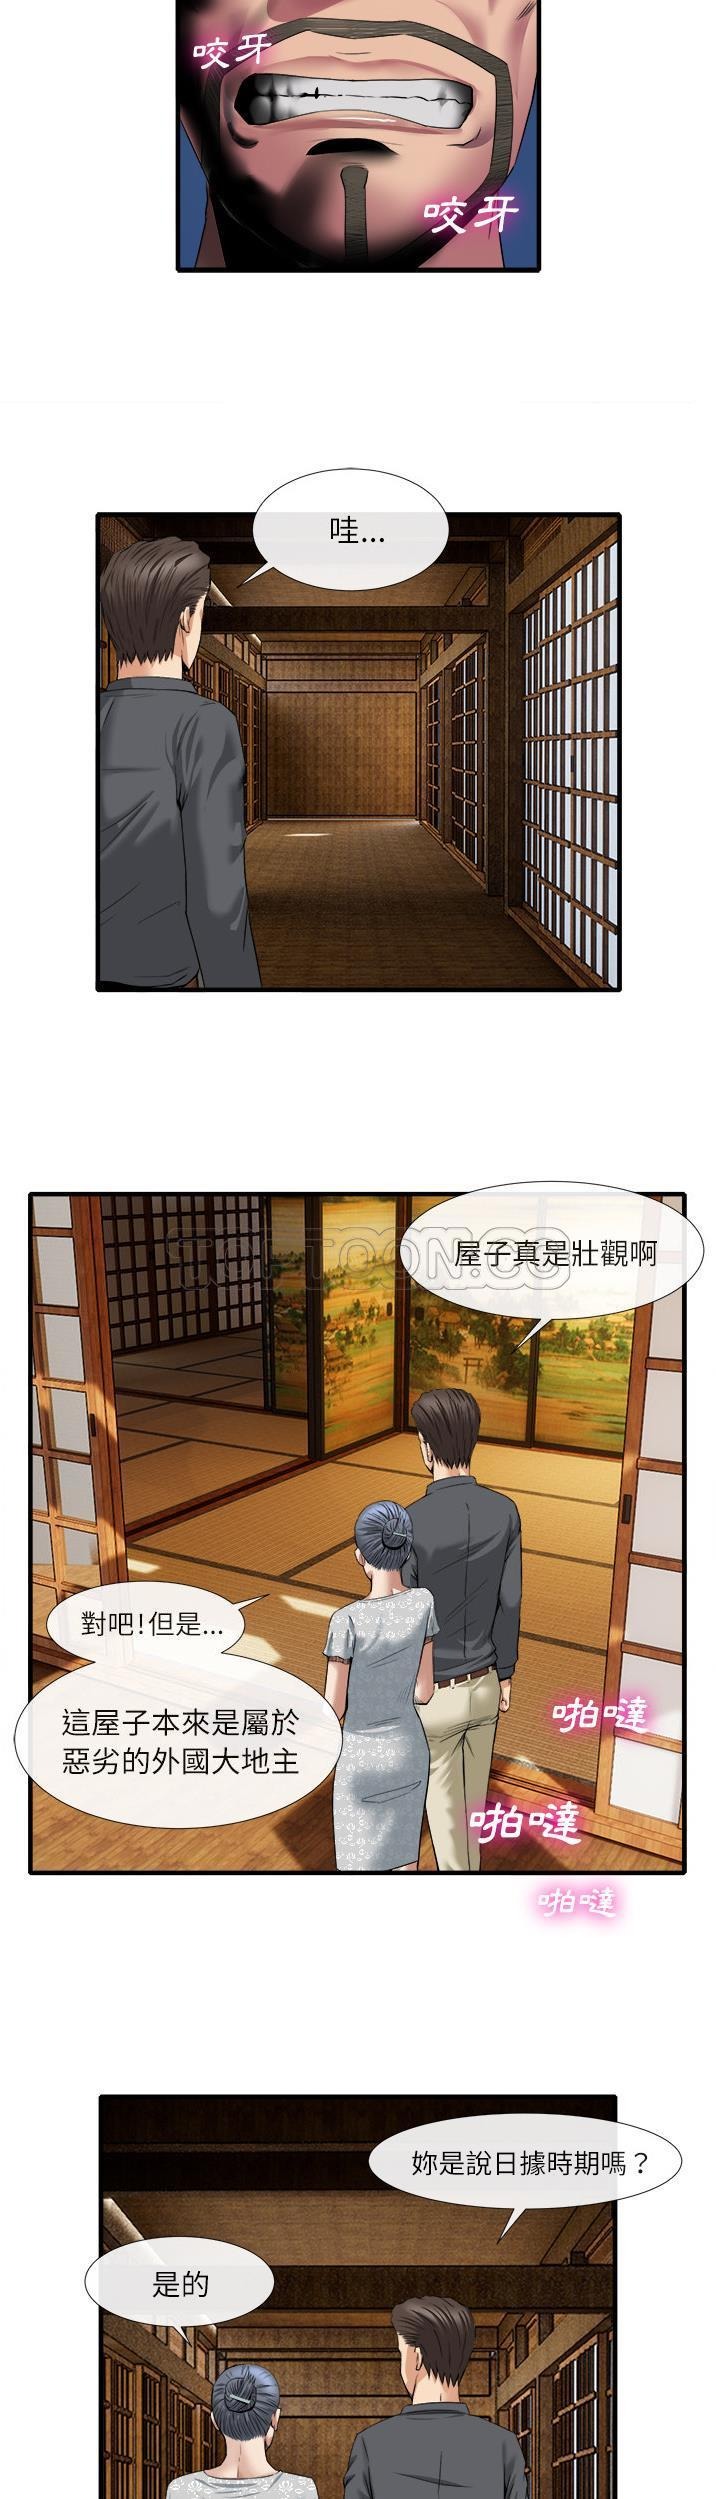 咬牙
咬牙
哇...
TOPTOON.CC
屋子真是壯觀啊
對吧!但是...
這屋子本來是屬於
惡劣的外國大地主
啪噠
啪噠
啪噠
妳是說日據時期嗎？
是的